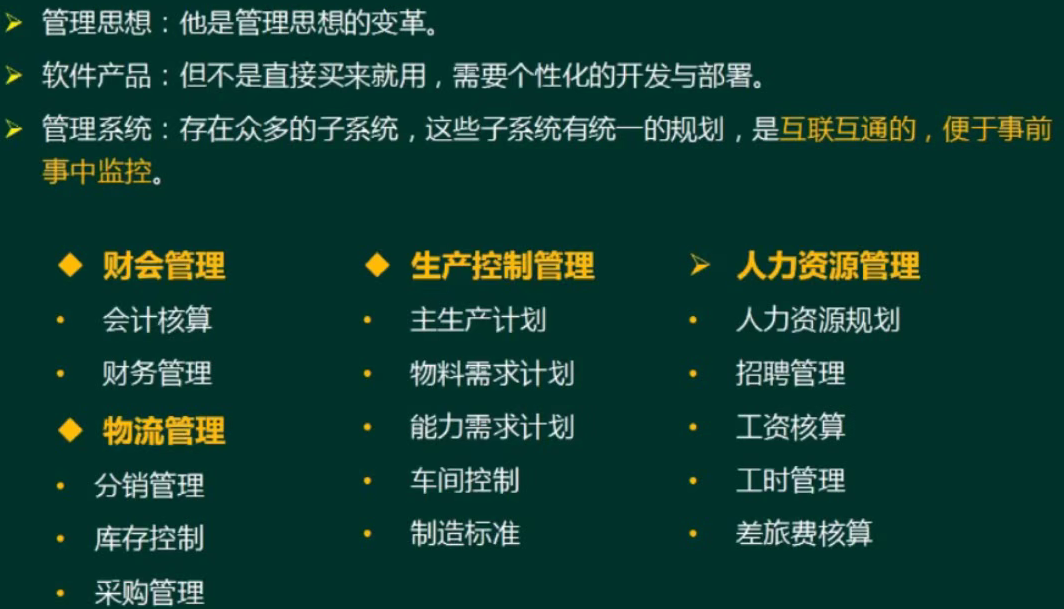 管理思想：他是管理思想的变革。
软件产品：但不是直接买来就用，需要个性化的开发与部署。
管理系统：存在众多的子系统，这些子系统有统一的规划，是互联互通的，便于事前
事中监控。
财会管理
会计核算
财务管理
物流管理
分销管理
库存控制
采购管理
生产控制管理
主生产计划
物料需求计划
能力需求计划
车间控制
制造标准
人力资源管理
人力资源规划
招聘管理
工资核算
工时管理
差旅费核算